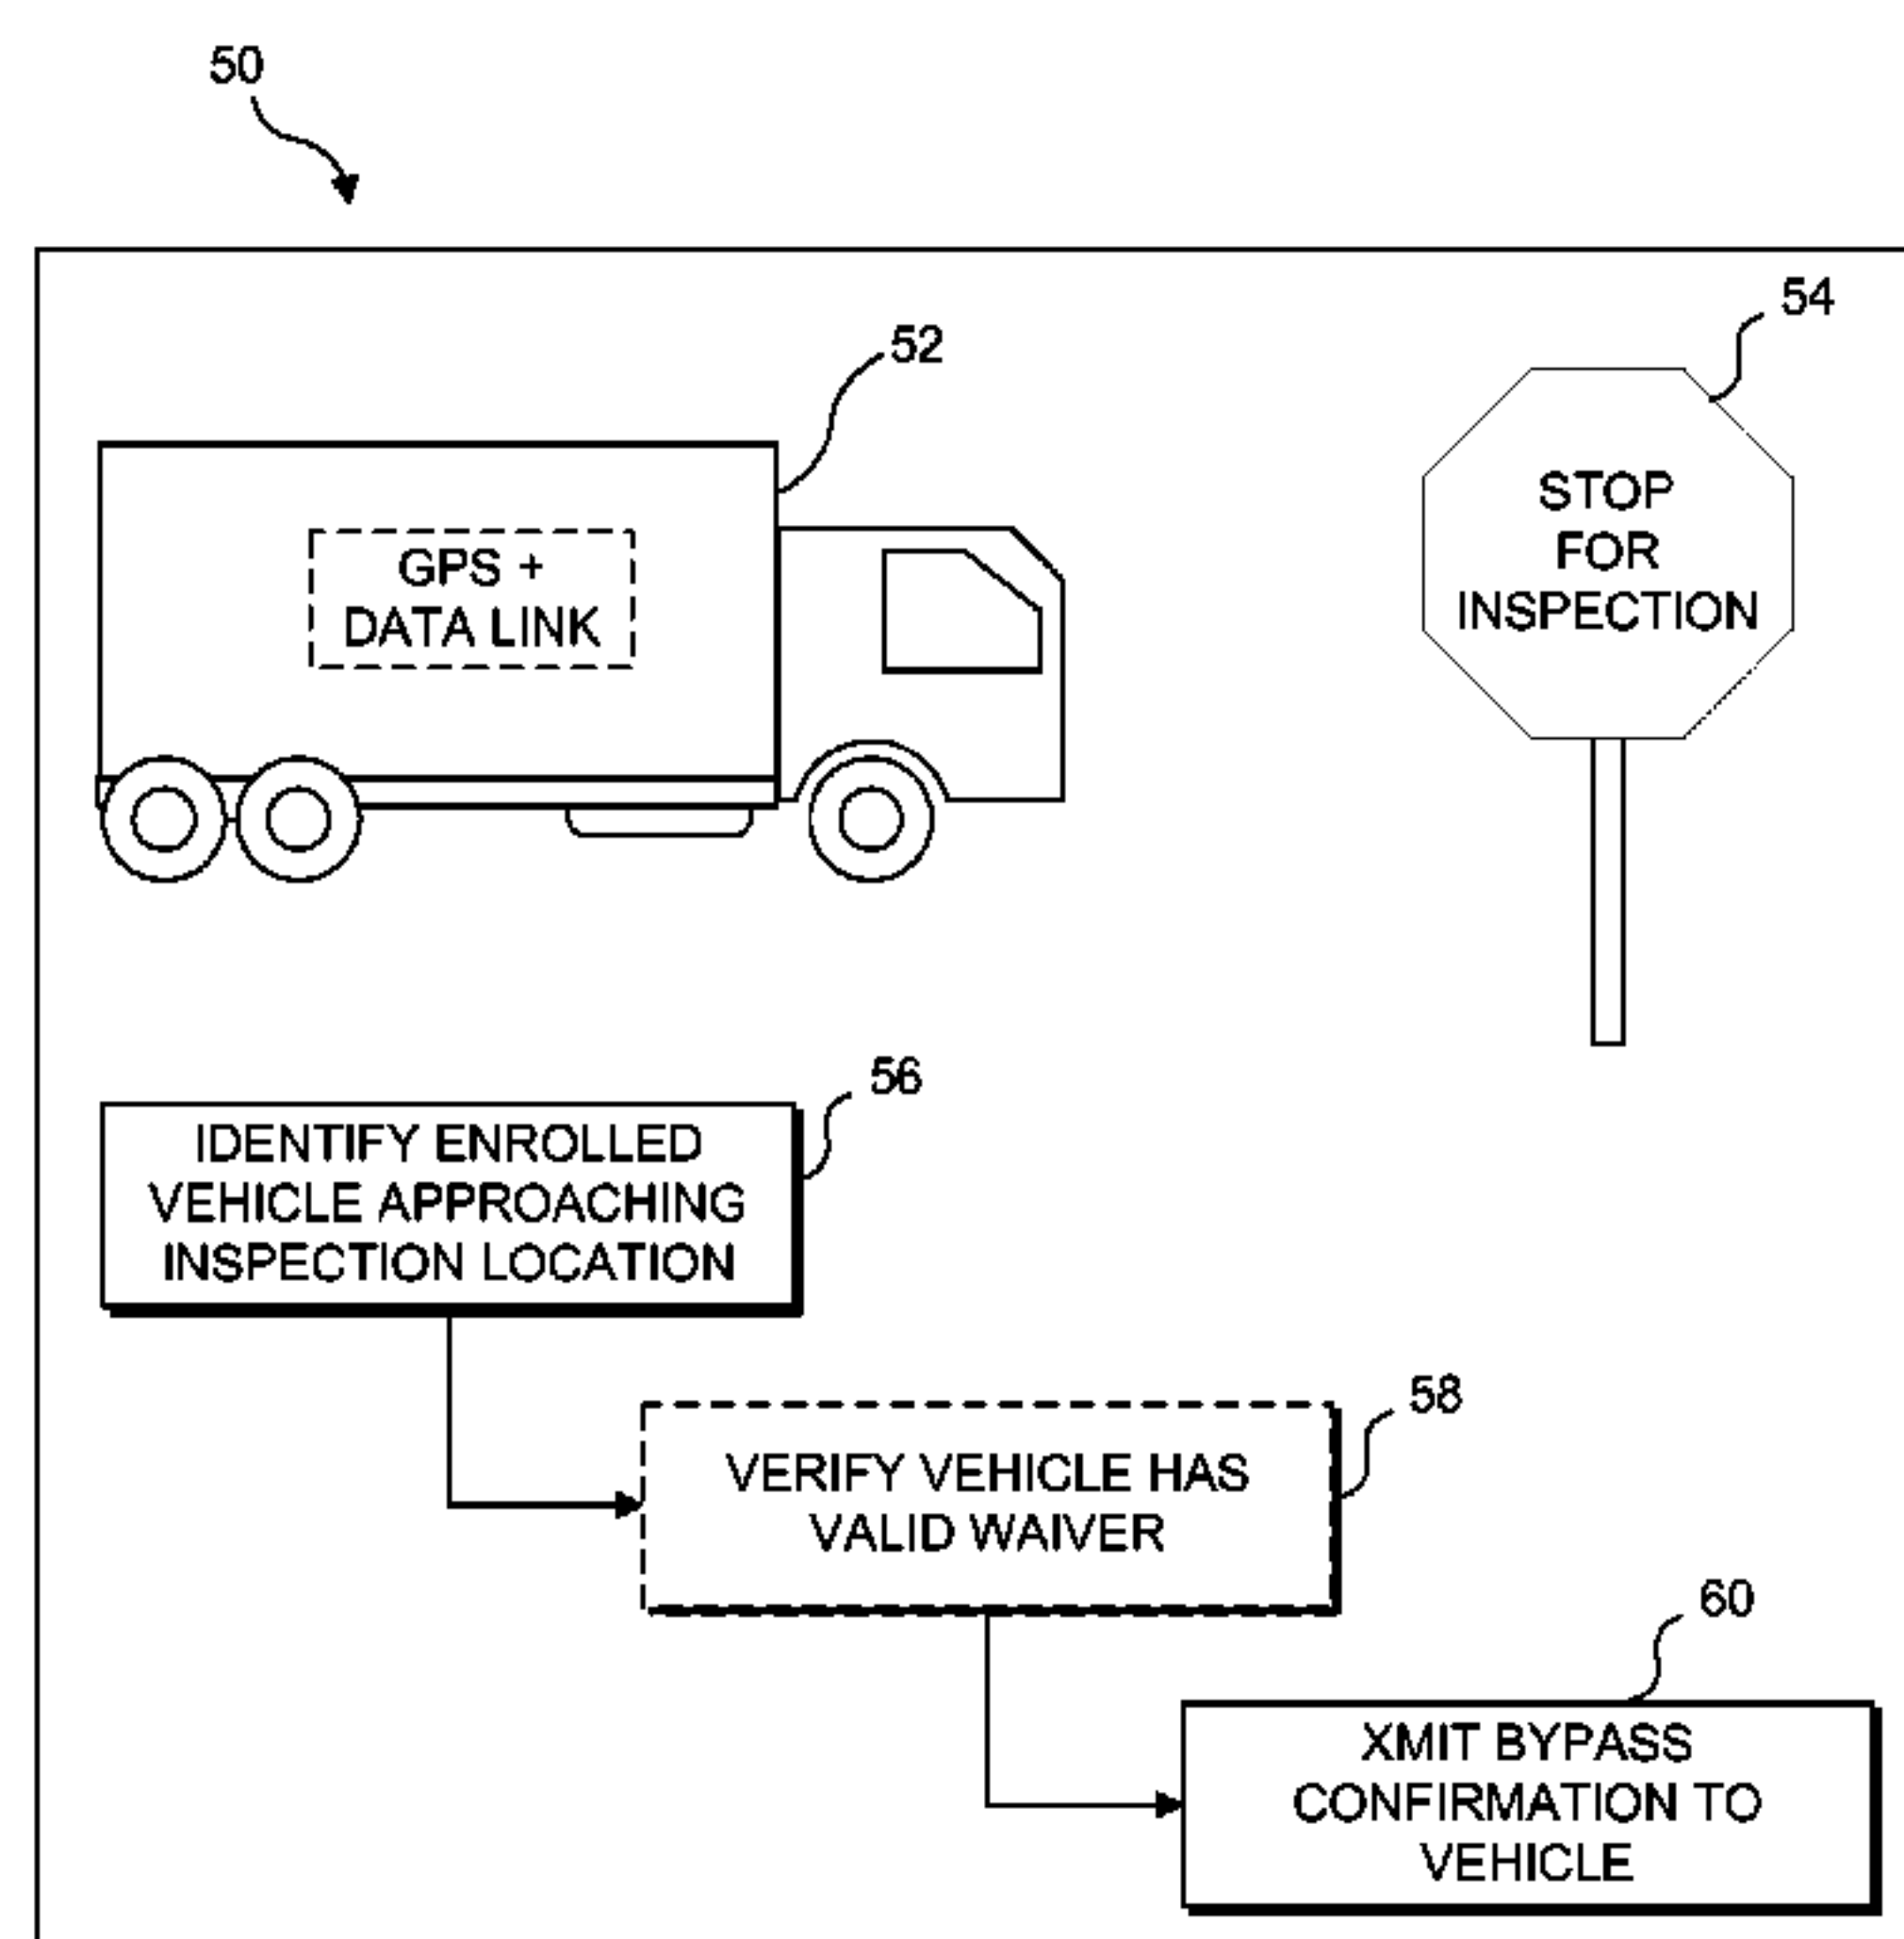 50
54
52
STOP
FOR
INSPECTION
GPS +
DATA LINK
56
IDENTIFY ENROLLED
VEHICLE APPROACHING
INSPECTION LOCATION
58
VERIFY VEHICLE HAS
VALID WAIVER
60
XMIT BYPASS
CONFIRMATION TO
VEHICLE